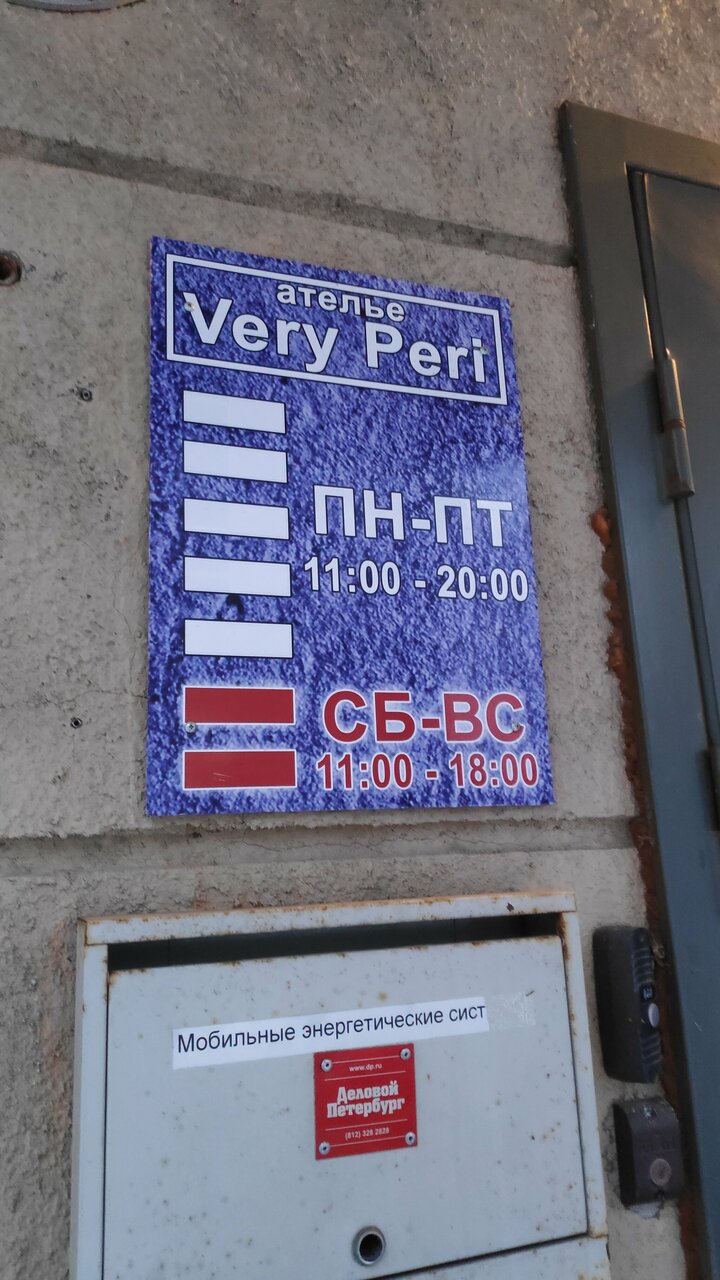 ателье
Very Peri
ПН-ПТ
11:00 - 20:00
СБ-ВС
11:00 - 18:00
Мобильные энергетические сист
www.dp.ru
Деловой
Петербург
(812) 328 2828